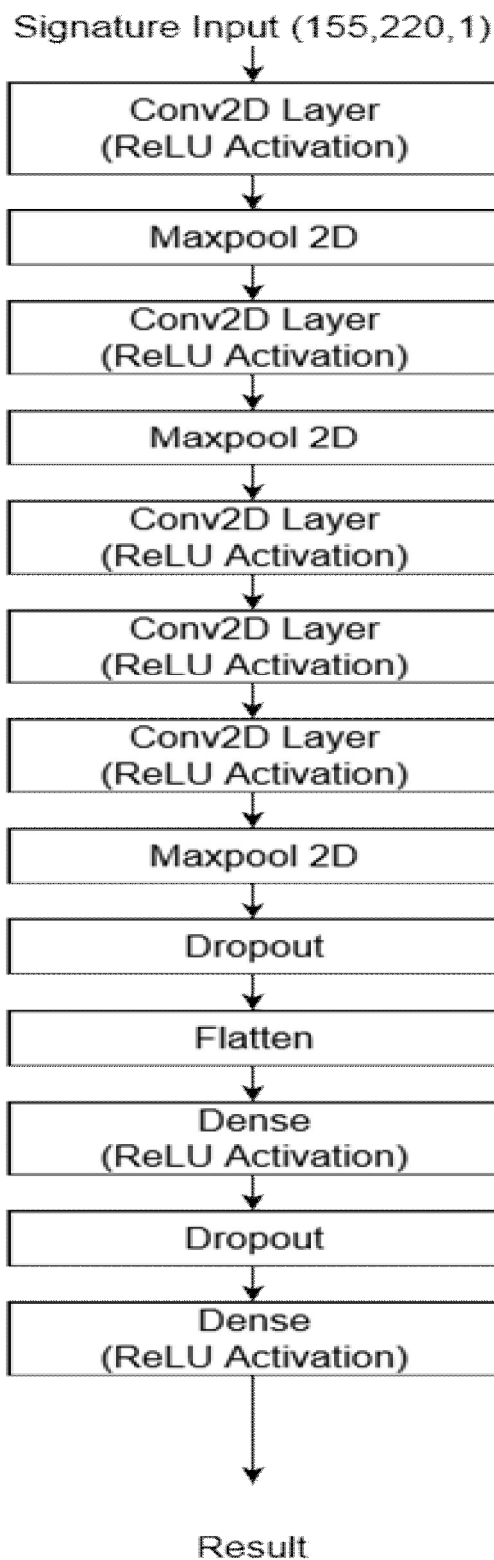 Signature Input (155,220,1)
Conv2D Layer
(ReLU Activation)
Maxpool 2D
Conv2D Layer
(ReLU Activation)
Maxpool 2D
Conv2D Layer
(ReLU Activation)
Conv2D Layer
(ReLU Activation)
Conv2D Layer
(ReLU Activation)
Maxpool 2D
Dropout
Flatten
Dense
(ReLU Activation)
Dropout
Dense
(ReLU Activation)
Result